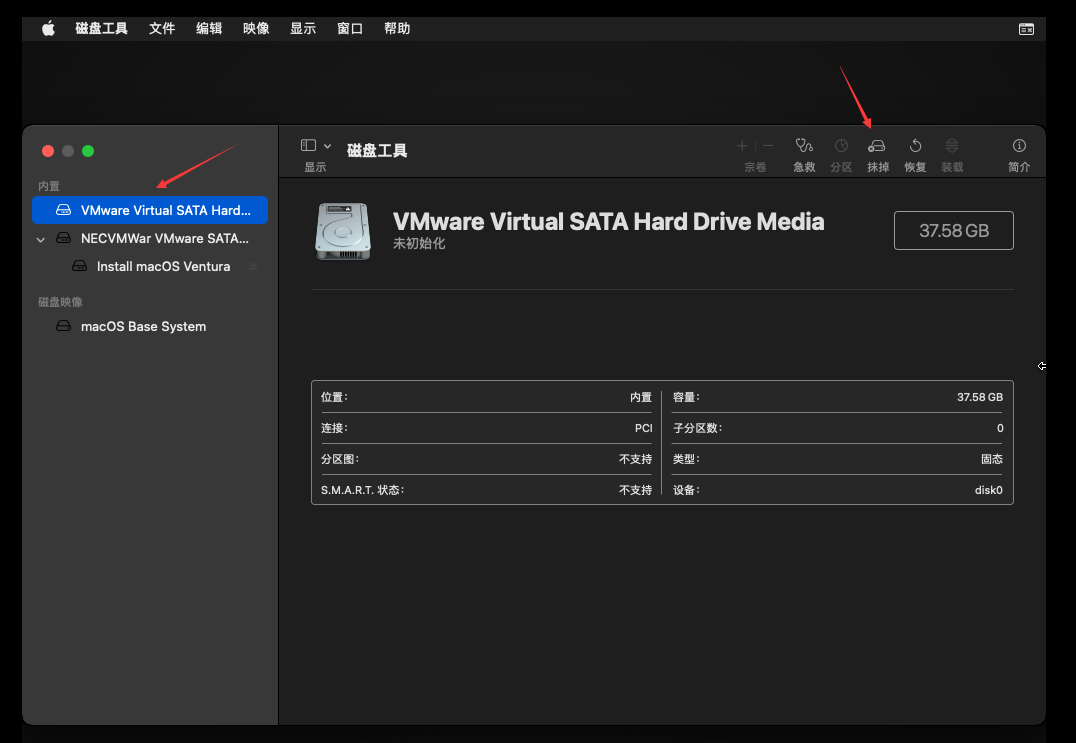 磁盘工具 文件 编辑 映像 显示 窗口 帮助
内置
VMware Virtual SATA Hard...
NECVMWar VMware SATA...
Install macOS Ventura
磁盘映像
macOS Base System
显示
磁盘工具
宗卷 急救 分区 抹掉 恢复 装载 简介
VMware Virtual SATA Hard Drive Media
未初始化
37.58 GB
位置： 内置
连接： PCI
分区图： 不支持
S.M.A.R.T. 状态： 不支持
容量： 37.58 GB
子分区数： 0
类型： 固态
设备： disk0